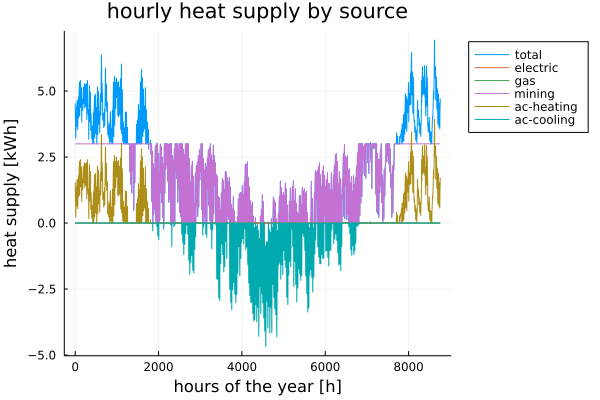 hourly heat supply by source
heat supply [kWh]
5.0
2.5
0.0
−2.5
−5.0
0
2000
4000
6000
8000
hours of the year [h]
total
electric
gas
mining
ac-heating
ac-cooling